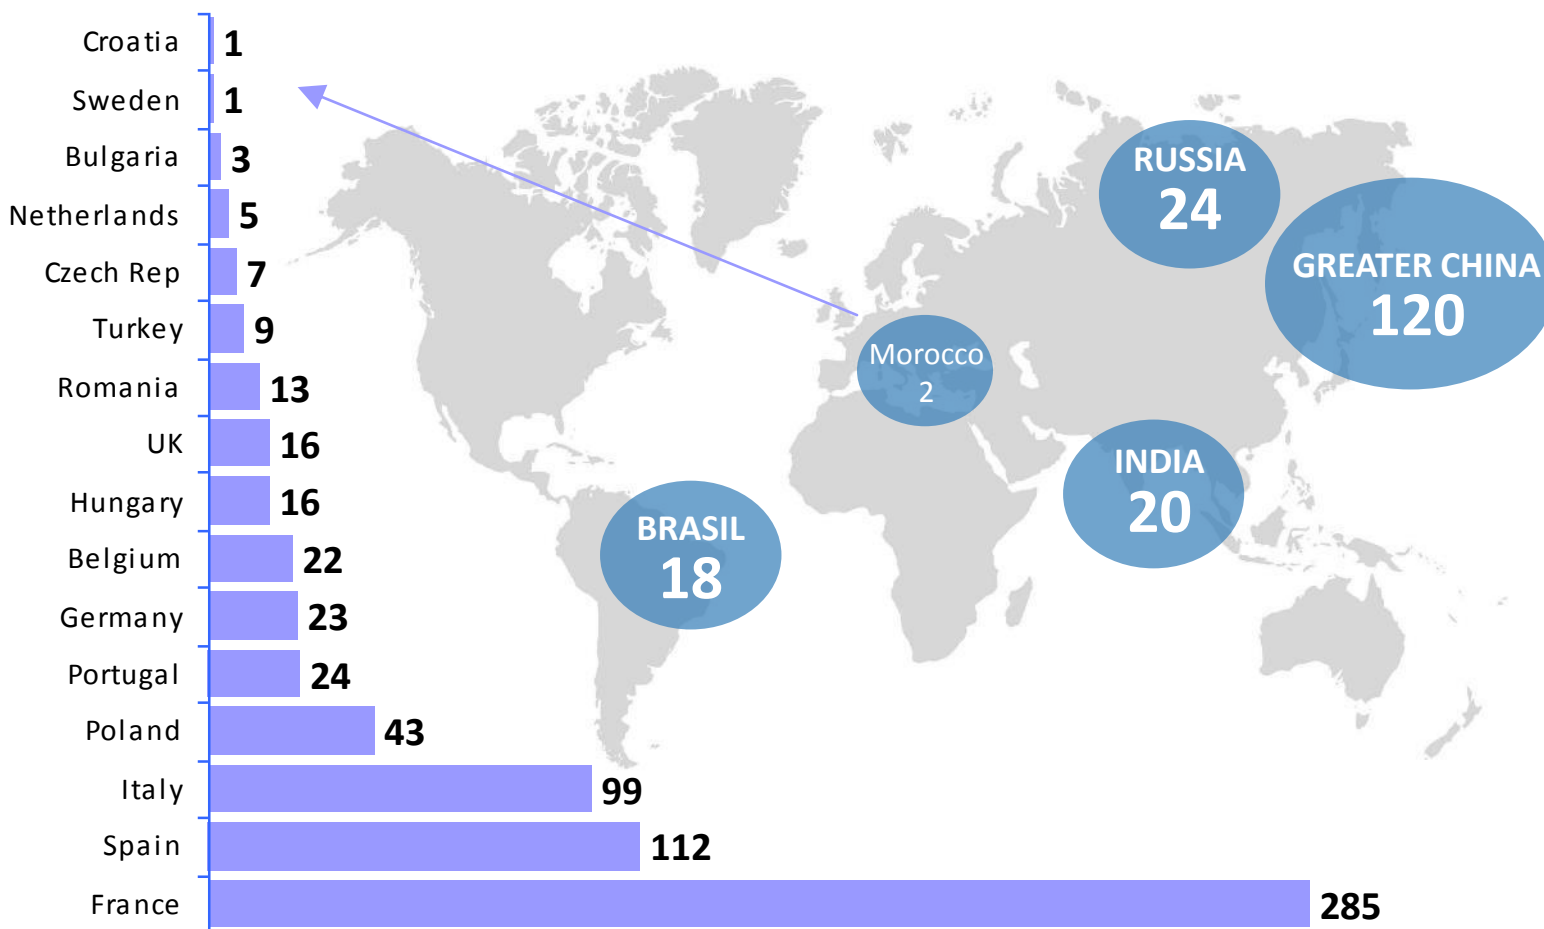 Croatia 1
Sweden 1
Bulgaria 3
Netherlands 5
Czech Rep 7
Turkey 9
Romania 13
UK 16
Hungary 16
Belgium 22
Germany 23
Portugal 24
Poland 43
Italy 99
Spain 112
France 285
RUSSIA
24
GREATER CHINA
120
Morocco
2
INDIA
20
BRASIL
18